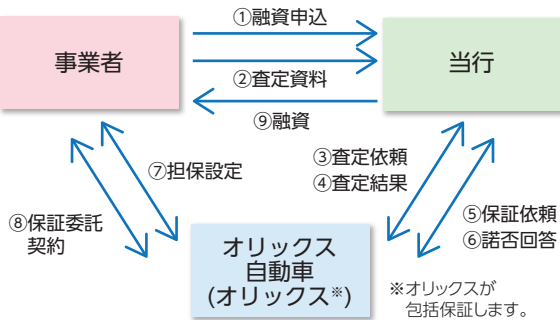 ①融資申込
事業者
当行
②査定資料
⑨融資
⑦担保設定
③査定依頼
④査定結果
⑧保証委託
契約
⑤保証依頼
⑥諾否回答
オリックス
自動車
(オリックス※)
※オリックスが
包括保証します。